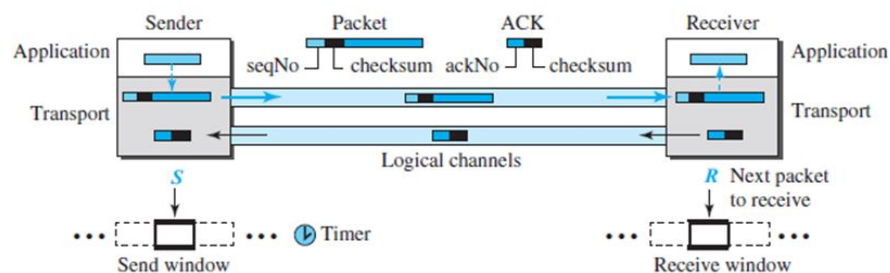 Sender
Packet
ACK
Receiver
Application
seqNo
checksum
ackNo
checksum
Application
Transport
Transport
Logical channels
S
R Next packet
to receive
Timer
Send window
Receive window